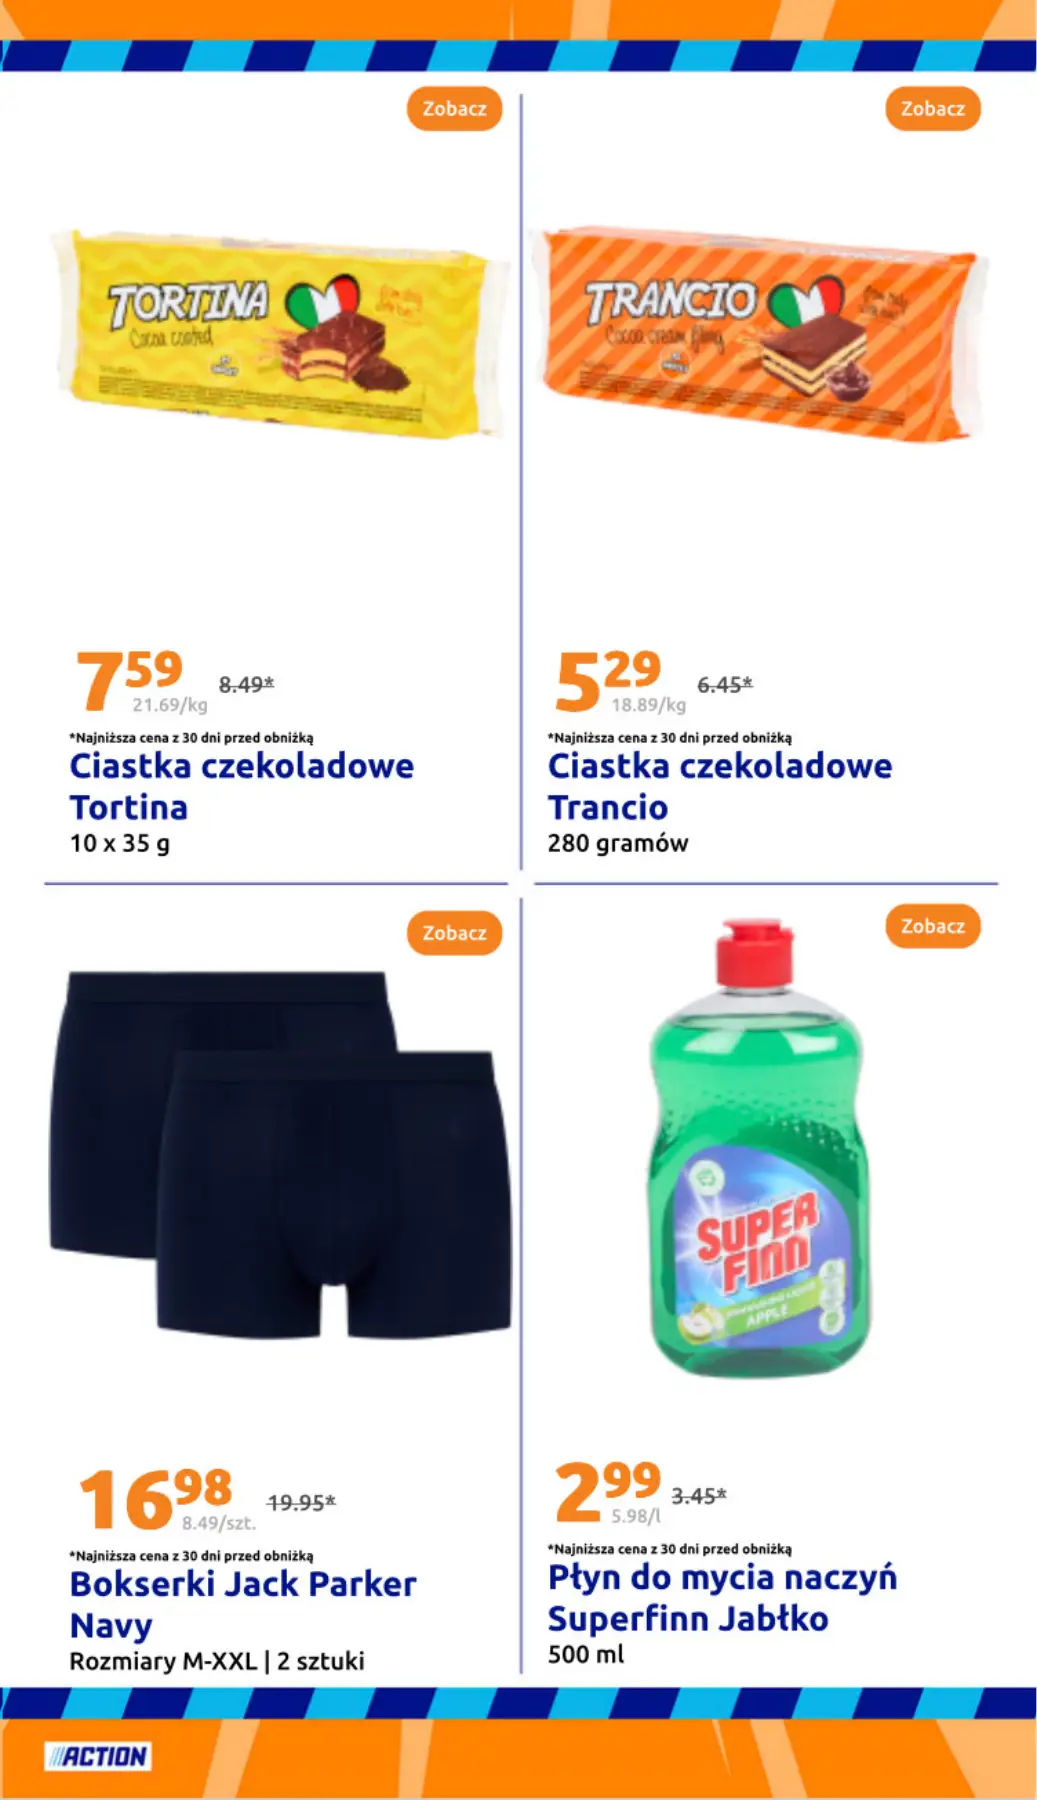 Zobacz
TORTINA
Cocoa coated
7 59
8.49*
21.69/kg
*Najniższa cena z 30 dni przed obniżką
Ciastka czekoladowe
Tortina
10 x 35 g
Zobacz
TRANCIO
Cocoa cream filling
5 29
6.45*
18.89/kg
*Najniższa cena z 30 dni przed obniżką
Ciastka czekoladowe
Trancio
280 gramów
Zobacz
16 98
19.95*
8.49/szt.
*Najniższa cena z 30 dni przed obniżką
Bokserki Jack Parker
Navy
Rozmiary M-XXL | 2 sztuki
Zobacz
SUPER
FINN
APPLE
2 99
3.45*
5.98/l
*Najniższa cena z 30 dni przed obniżką
Płyn do mycia naczyń
Superfinn Jabłko
500 ml
ACTION